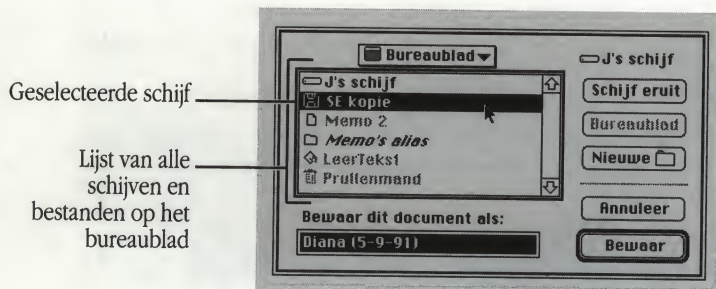 Geselecteerde schijf
Lijst van alle
schijven en
bestanden op het
bureaublad
Bureaublad
J's schijf
SE kopie
Memo 2
Memo's alias
LeerTekst
Prullenmand
Bewaar dit document als:
Diana (5-9-91)
J's schijf
Schijf eruit
Bureaublad
Nieuwe
Annuleer
Bewaar